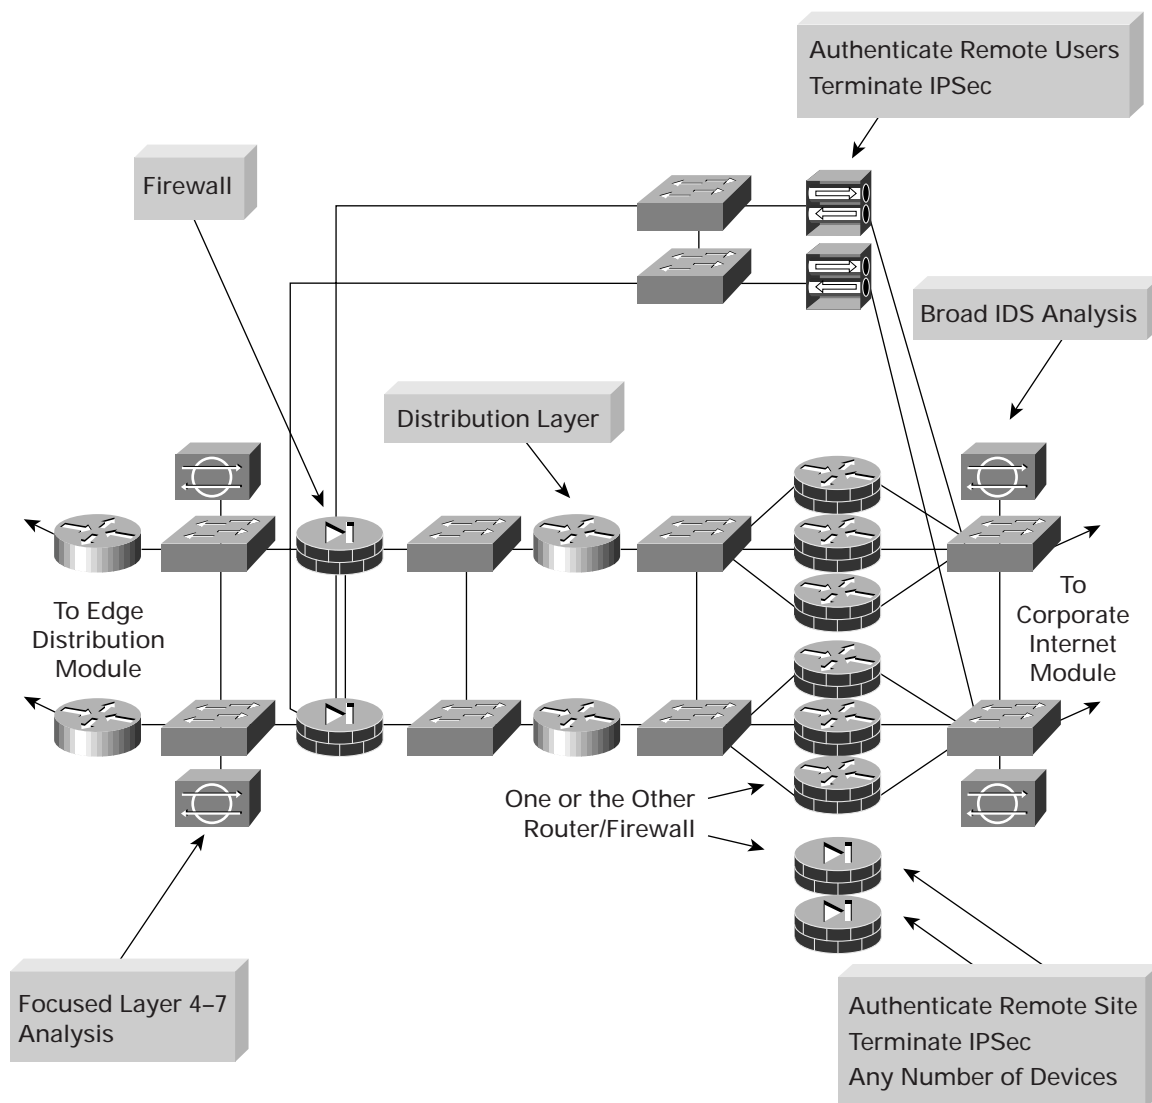 Authenticate Remote Users
Terminate IPSec
Firewall
Broad IDS Analysis
Distribution Layer
To Edge
Distribution
Module
To
Corporate
Internet
Module
One or the Other
Router/Firewall
Focused Layer 4–7
Analysis
Authenticate Remote Site
Terminate IPSec
Any Number of Devices